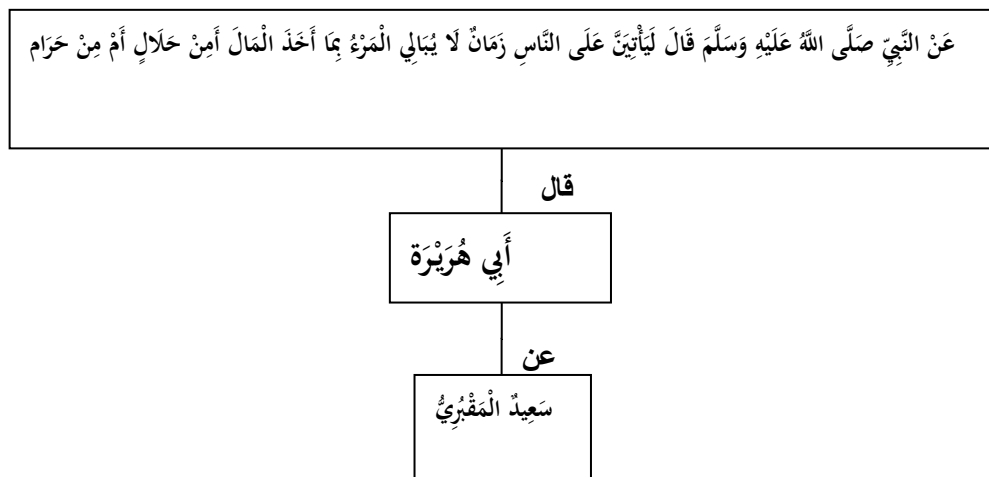 عَنْ النَّبِيِّ صَلَّى اللَّهُ عَلَيْهِ وَسَلَّمَ قَالَ لَيَأْتِيَنَّ عَلَى النَّاسِ زَمَانٌ لَا يُبَالِي الْمَرْءُ بِمَا أَخَذَ الْمَالَ أَمِنْ حَلَالٍ أَمْ مِنْ حَرَام
قال
أَبِي هُرَيْرَة
عن
سَعِيدٌ الْمَقْبُرِيُّ